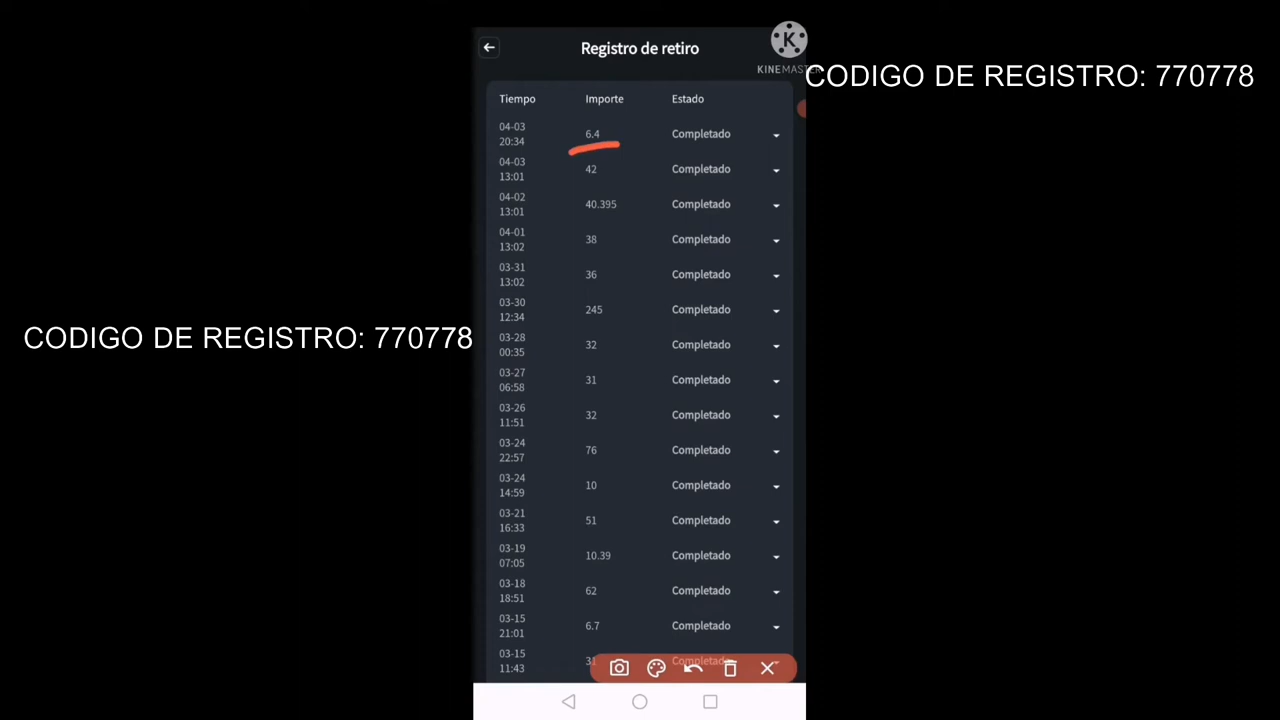 Registro de retiro
KINEMASTER
CODIGO DE REGISTRO: 770778
Tiempo Importe Estado
04-03 20:34 6.4 Completado
04-03 13:01 42 Completado
04-02 13:01 40.395 Completado
04-01 13:02 38 Completado
03-31 13:02 36 Completado
03-30 12:34 245 Completado
CODIGO DE REGISTRO: 770778
03-28 00:35 32 Completado
03-27 06:58 31 Completado
03-26 11:51 32 Completado
03-24 22:57 76 Completado
03-24 14:59 10 Completado
03-21 16:33 51 Completado
03-19 07:05 10.39 Completado
03-18 18:51 62 Completado
03-15 21:01 6.7 Completado
03-15 11:43 Completado